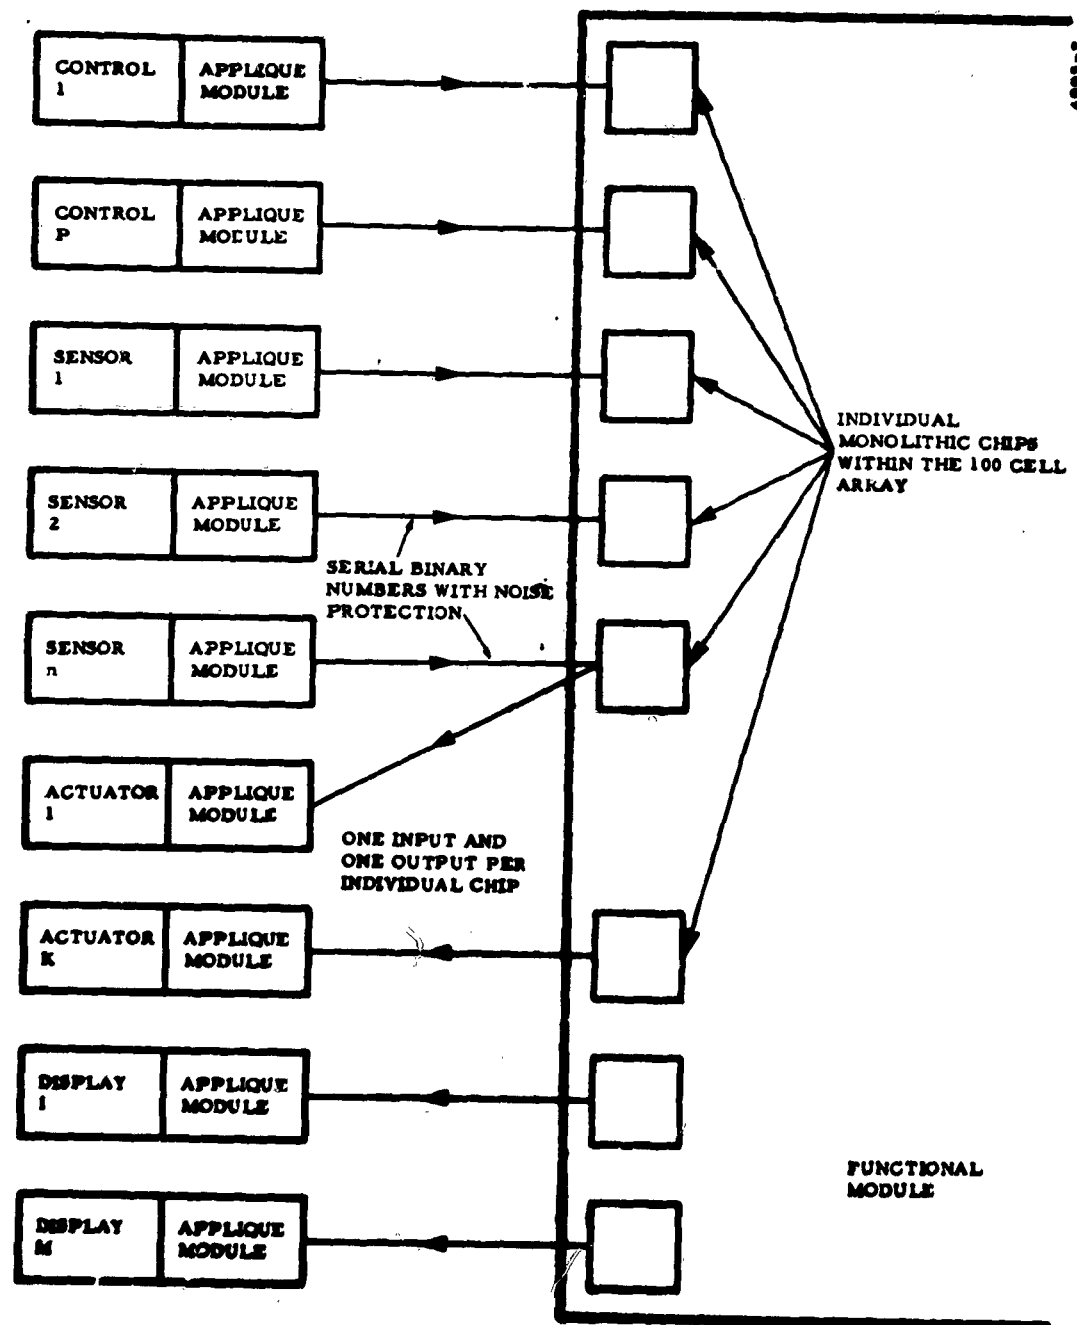 CONTROL
1
APPLIQUE
MODULE
CONTROL
P
APPLIQUE
MODULE
SENSOR
1
APPLIQUE
MODULE
SENSOR
2
APPLIQUE
MODULE
SERIAL BINARY
NUMBERS WITH NOISE
PROTECTION
SENSOR
n
APPLIQUE
MODULE
ACTUATOR
1
APPLIQUE
MODULE
ONE INPUT AND
ONE OUTPUT PER
INDIVIDUAL CHIP
ACTUATOR
K
APPLIQUE
MODULE
DISPLAY
1
APPLIQUE
MODULE
DISPLAY
M
APPLIQUE
MODULE
INDIVIDUAL
MONOLITHIC CHIPS
WITHIN THE 100 CELL
ARRAY
FUNCTIONAL
MODULE